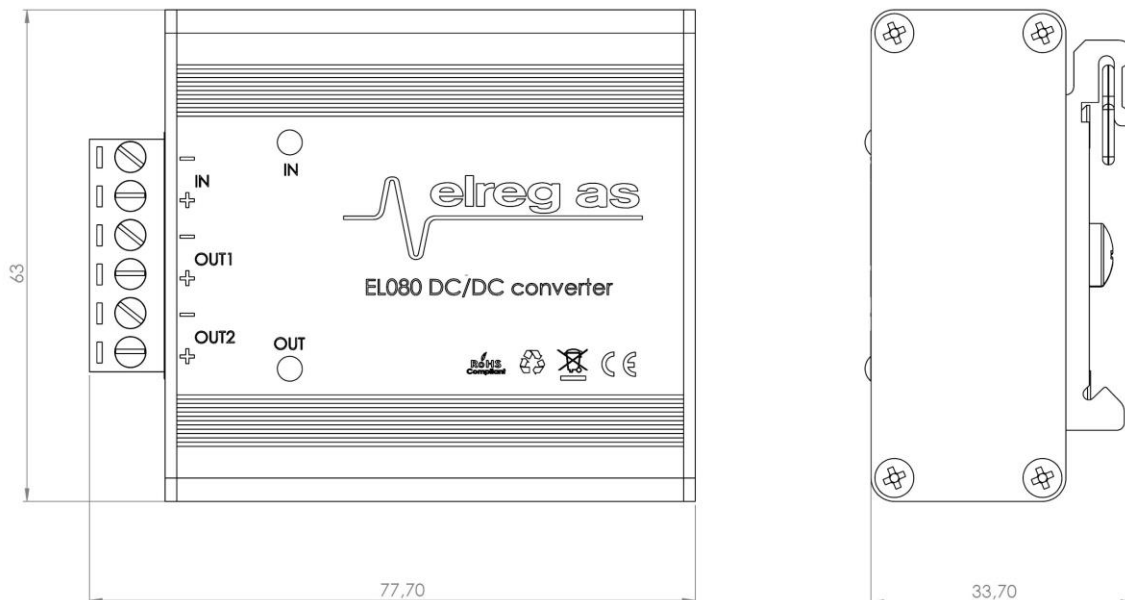 63
−
IN
+
−
OUT1
+
−
OUT2
+
IN
OUT
elreg as
EL080 DC/DC converter
RoHS
Compliant
CE
77,70
33,70